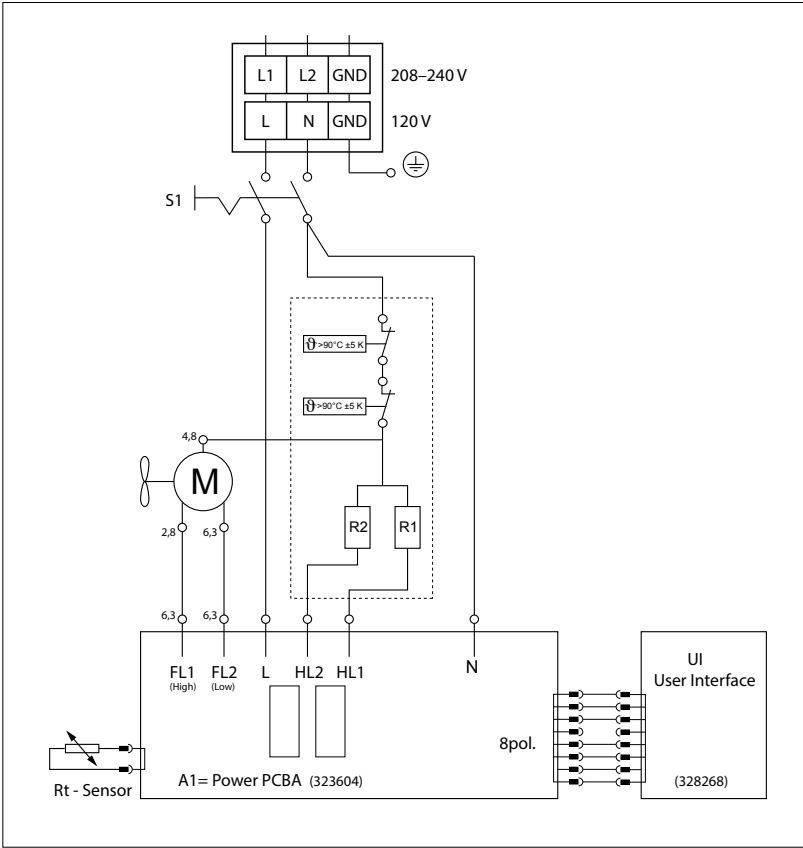 L1 L2 GND 208–240 V
L N GND 120 V
S1
ϑ >90°C ±5 K
ϑ >90°C ±5 K
4,8
M
R2 R1
2,8 6,3
6,3 6,3
FL1 FL2 L HL2 HL1 N
(High) (Low)
UI
User Interface
8pol.
Rt - Sensor
A1= Power PCBA (323604)
(328268)